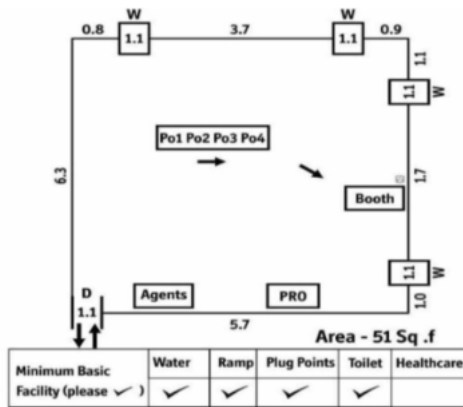 W W
0.8 1.1 3.7 1.1 0.9
1.1
1.1 W
Po1 Po2 Po3 Po4
6.3
1.7
Booth
1.1 W
D
1.1 Agents PRO 1.0
5.7
Area - 51 Sq .f
Minimum Basic Water Ramp Plug Points Toilet Healthcare
Facility (please ✓) ✓ ✓ ✓ ✓